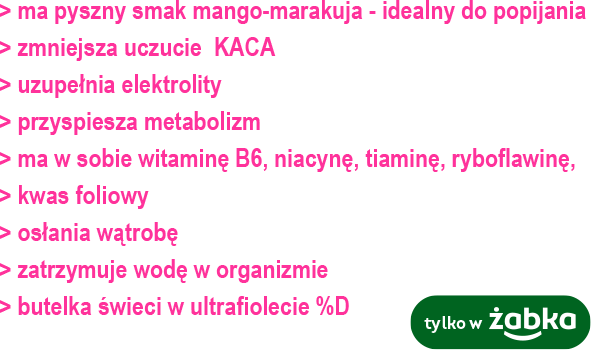 > ma pyszny smak mango-marakuja - idealny do popijania
> zmniejsza uczucie  KACA
> uzupełnia elektrolity
> przyspiesza metabolizm
> ma w sobie witaminę B6, niacynę, tiaminę, ryboflawinę,
> kwas foliowy
> osłania wątrobę
> zatrzymuje wodę w organizmie
> butelka świeci w ultrafiolecie %D
tylko w żabka